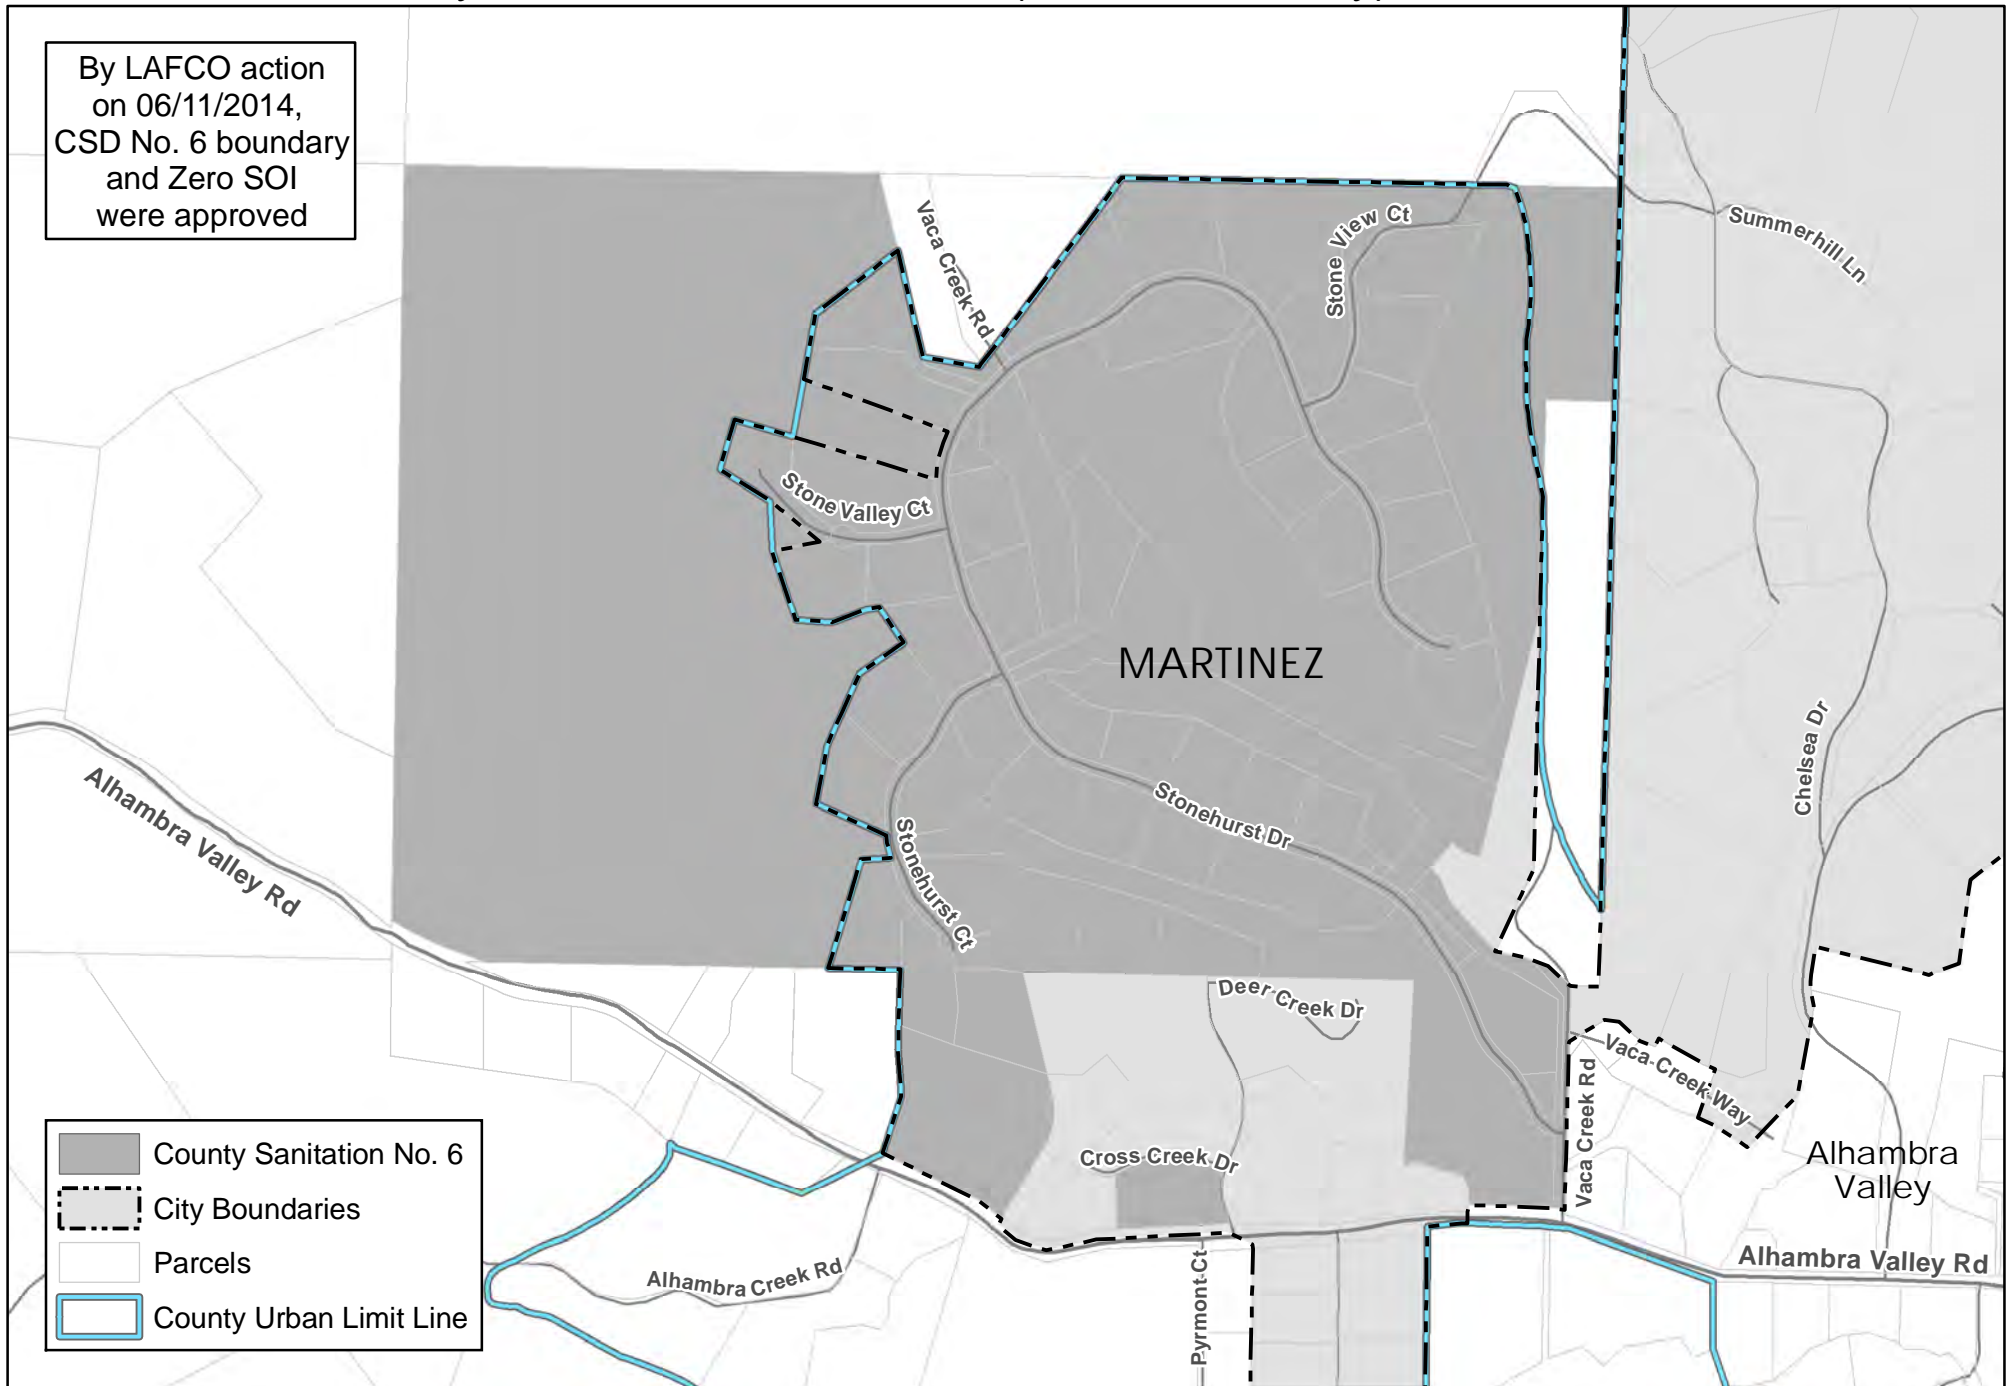 By LAFCO action
on 06/11/2014,
CSD No. 6 boundary
and Zero SOI
were approved
Vaca Creek Rd
Stone View Ct
Summerhill Ln
Stone Valley Ct
MARTINEZ
Chelsea Dr
Alhambra Valley Rd
Stonehurst Dr
Stonehurst Ct
Deer Creek Dr
Vaca Creek Way
Vaca Creek Rd
Cross Creek Dr
Alhambra
Valley
Alhambra Valley Rd
Alhambra Creek Rd
Pyrmont Ct
County Sanitation No. 6
City Boundaries
Parcels
County Urban Limit Line